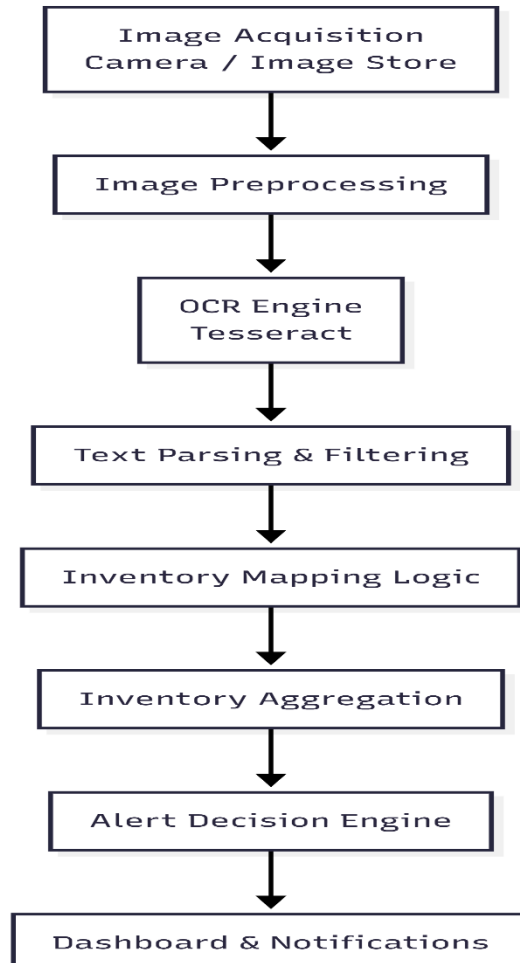 Image Acquisition
Camera / Image Store
Image Preprocessing
OCR Engine
Tesseract
Text Parsing & Filtering
Inventory Mapping Logic
Inventory Aggregation
Alert Decision Engine
Dashboard & Notifications